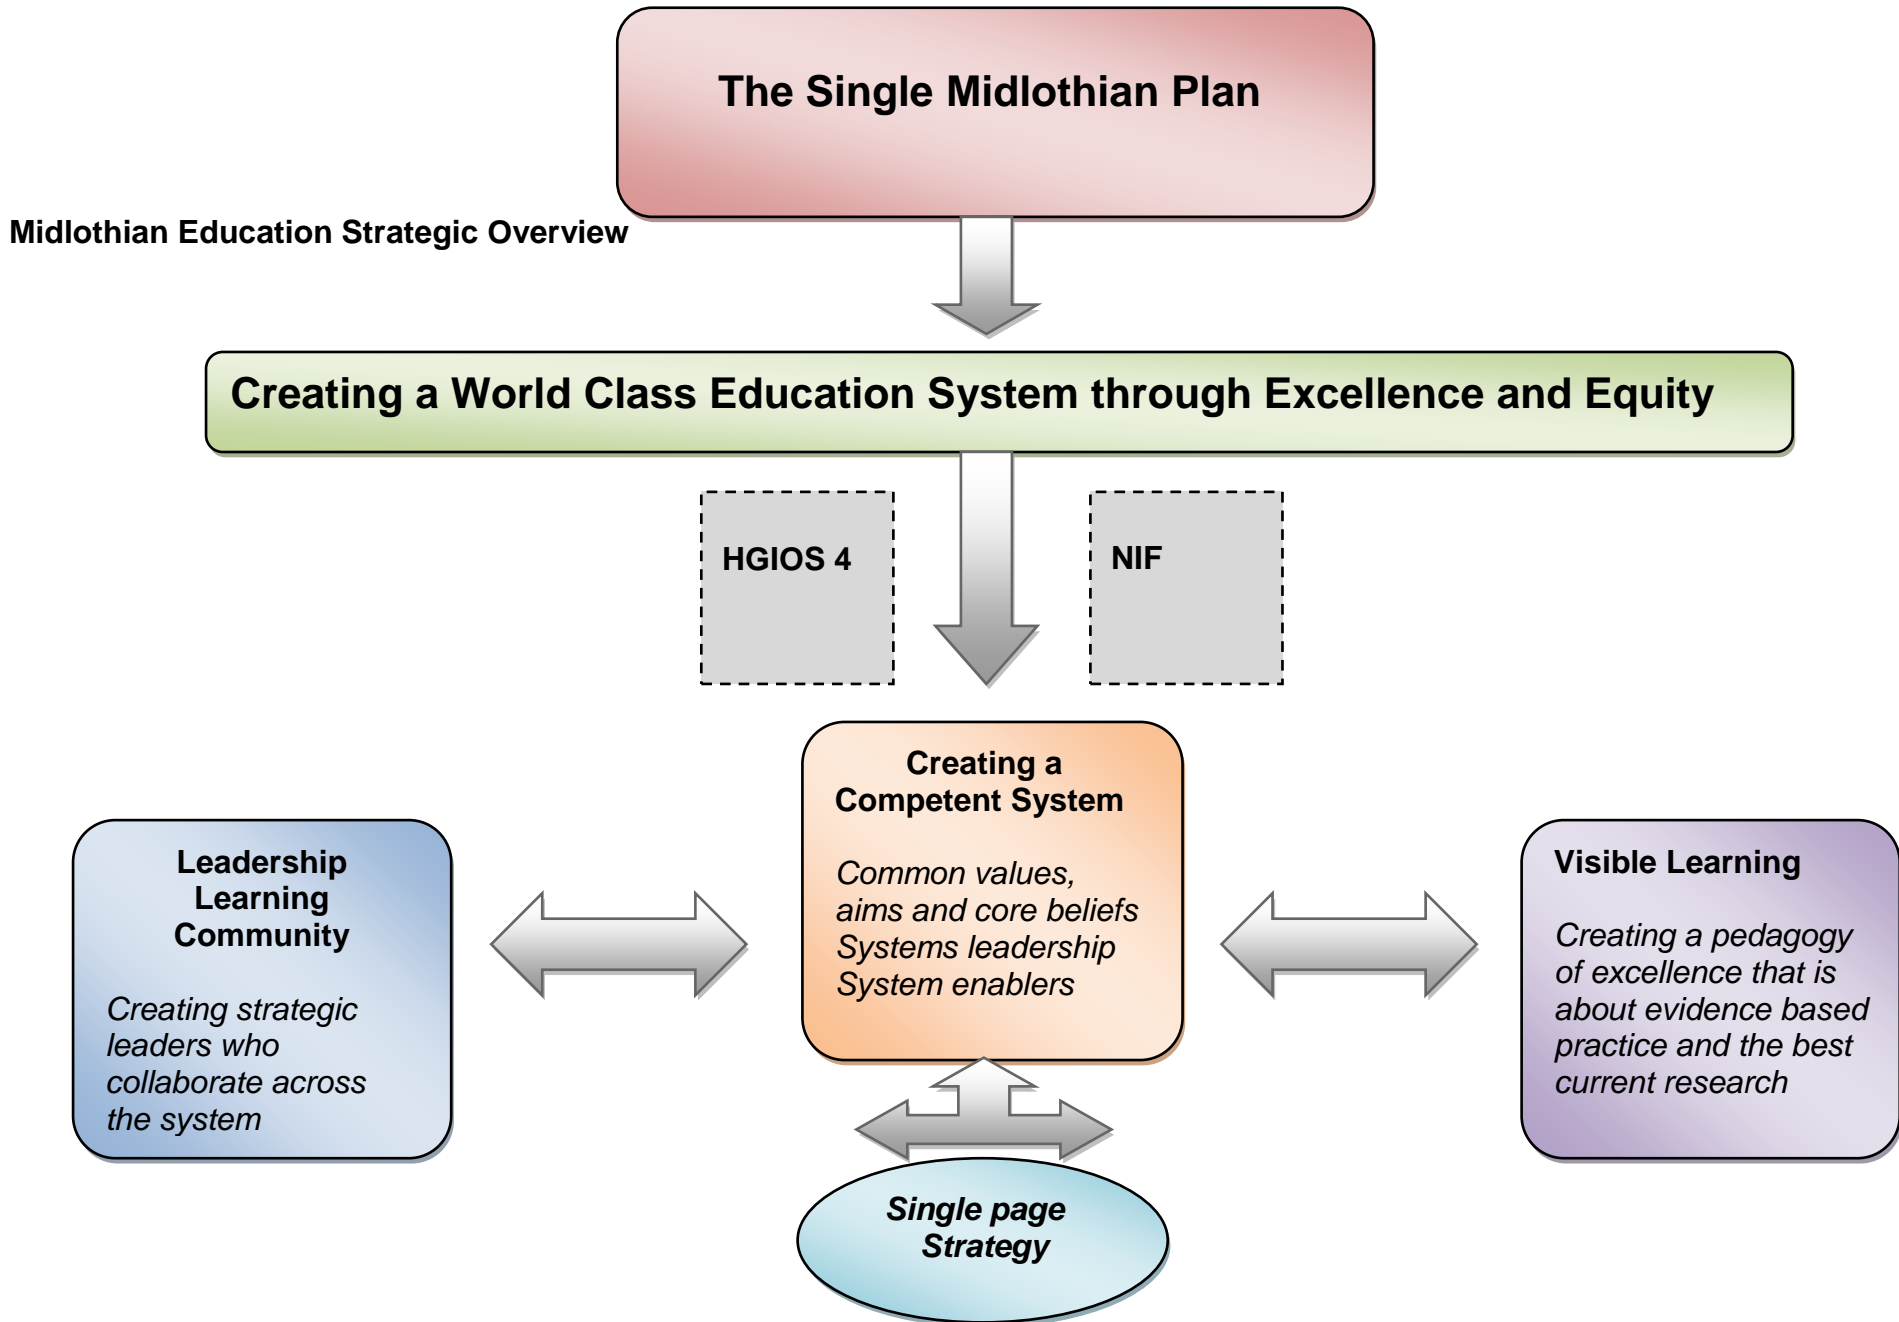 The Single Midlothian Plan
Midlothian Education Strategic Overview
Creating a World Class Education System through Excellence and Equity
HGIOS 4
NIF
Creating a
Competent System
Common values,
aims and core beliefs
Systems leadership
System enablers
Leadership
Learning
Community
Creating strategic
leaders who
collaborate across
the system
Visible Learning
Creating a pedagogy
of excellence that is
about evidence based
practice and the best
current research
Single page
Strategy